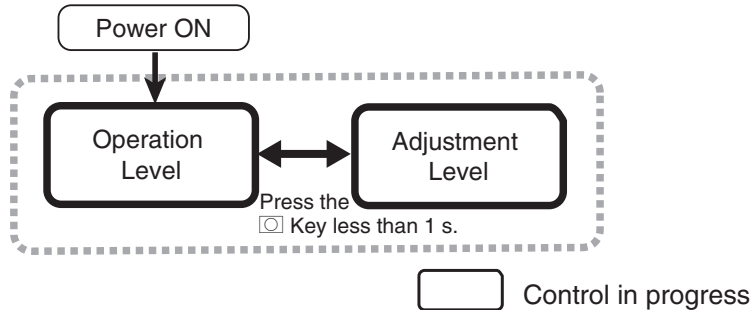 Power ON
Operation
Level
Adjustment
Level
Press the
Key less than 1 s.
Control in progress